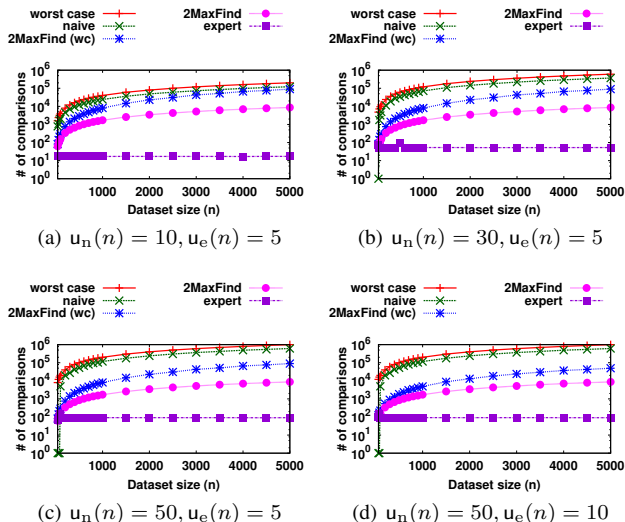 worst case
naive
2MaxFind (wc)
2MaxFind
expert
# of comparisons
10^6
10^5
10^4
10^3
10^2
10^1
10^0
1000 2000 3000 4000 5000
Dataset size (n)
(a) u_n(n) = 10, u_e(n) = 5
worst case
naive
2MaxFind (wc)
2MaxFind
expert
# of comparisons
10^6
10^5
10^4
10^3
10^2
10^1
10^0
1000 2000 3000 4000 5000
Dataset size (n)
(b) u_n(n) = 30, u_e(n) = 5
worst case
naive
2MaxFind (wc)
2MaxFind
expert
# of comparisons
10^6
10^5
10^4
10^3
10^2
10^1
10^0
1000 2000 3000 4000 5000
Dataset size (n)
(c) u_n(n) = 50, u_e(n) = 5
worst case
naive
2MaxFind (wc)
2MaxFind
expert
# of comparisons
10^6
10^5
10^4
10^3
10^2
10^1
10^0
1000 2000 3000 4000 5000
Dataset size (n)
(d) u_n(n) = 50, u_e(n) = 10